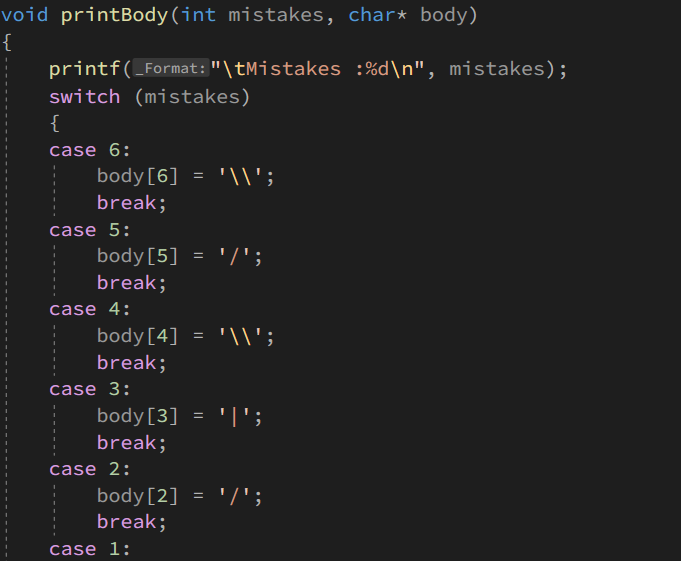 void printBody(int mistakes, char* body)
{
    printf(_Format:"\tMistakes :%d\n", mistakes);
    switch (mistakes)
    {
    case 6:
        body[6] = '\\';
        break;
    case 5:
        body[5] = '/';
        break;
    case 4:
        body[4] = '\\';
        break;
    case 3:
        body[3] = '|';
        break;
    case 2:
        body[2] = '/';
        break;
    case 1: